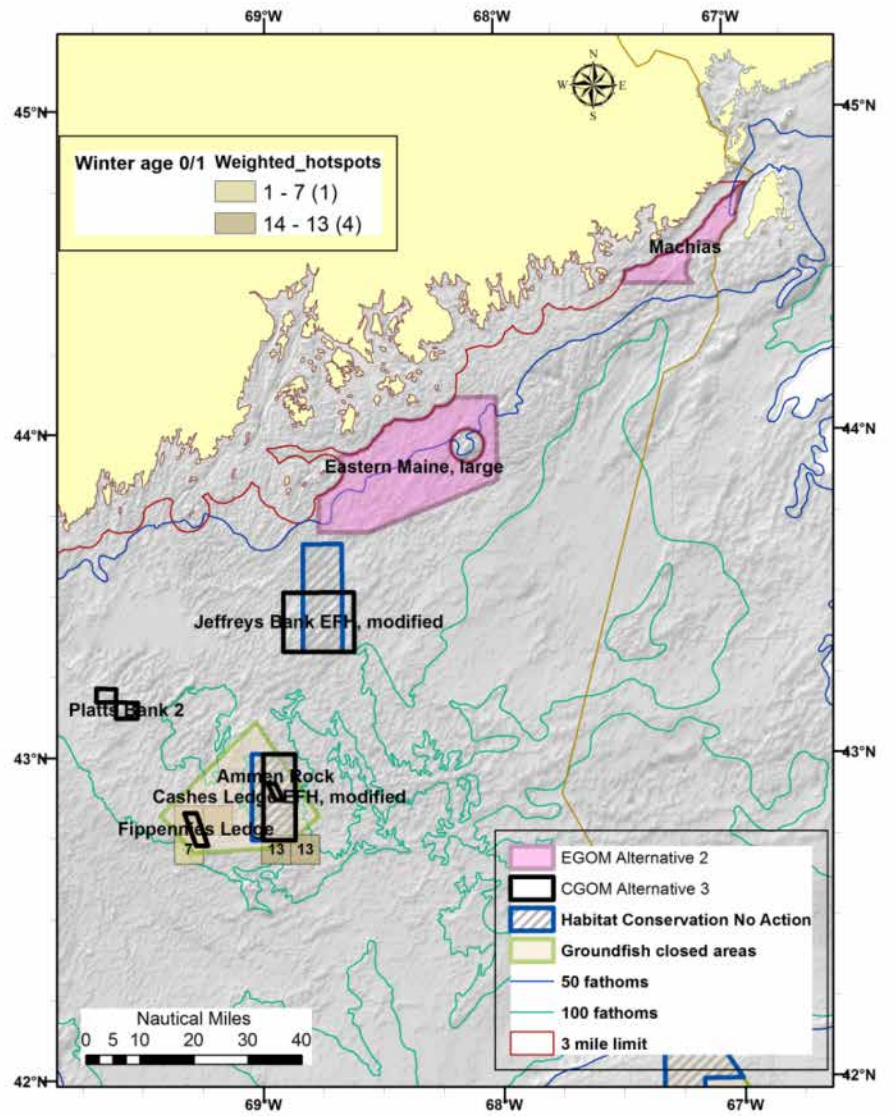 69°W 68°W 67°W
N
W E
S
45°N 45°N
Winter age 0/1 Weighted_hotspots
1 - 7 (1)
14 - 13 (4)
Machias
44°N 44°N
Eastern Maine, large
Jeffreys Bank EFH, modified
Platts Bank 2
43°N 43°N
Ammen Rock
Cashes Ledge EFH, modified
Fippennies Ledge
7 13 13
EGOM Alternative 2
CGOM Alternative 3
Habitat Conservation No Action
Groundfish closed areas
50 fathoms
100 fathoms
3 mile limit
Nautical Miles
0 5 10 20 30 40
42°N 42°N
69°W 68°W 67°W